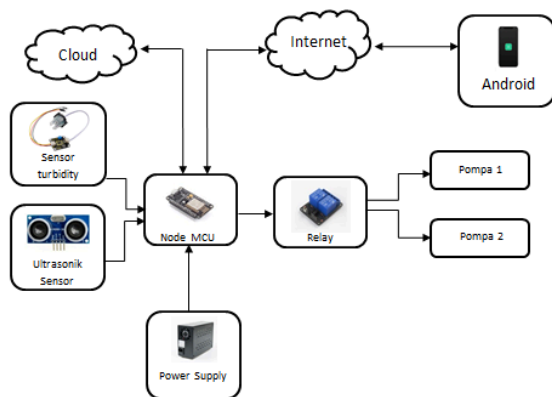 Cloud
Internet
Android
Sensor
turbidity
Ultrasonik
Sensor
Node MCU
Relay
Pompa 1
Pompa 2
Power Supply